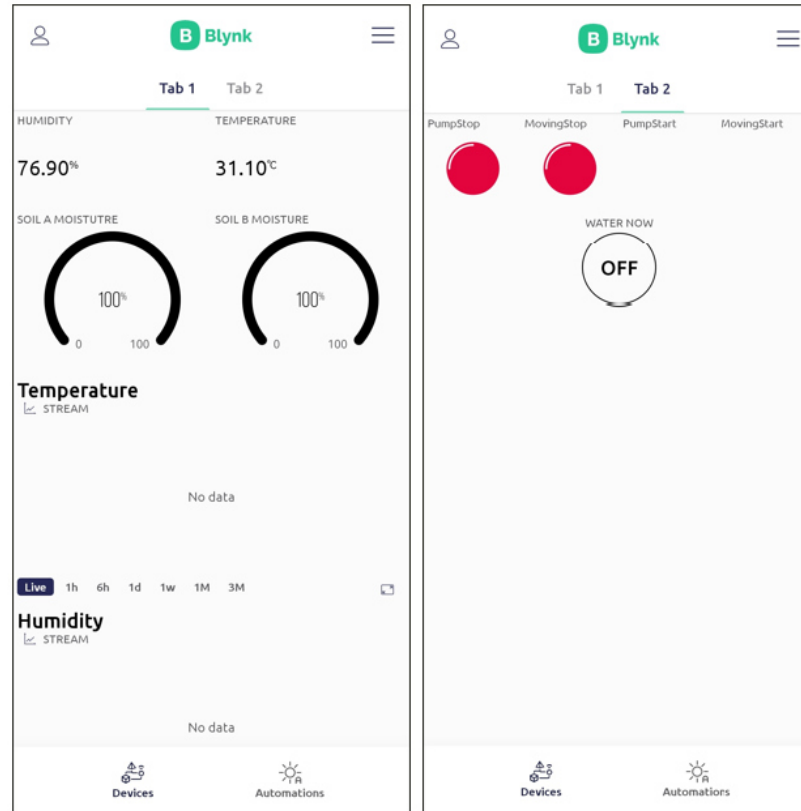 B Blynk
Tab 1 Tab 2
HUMIDITY TEMPERATURE
76.90% 31.10°C
SOIL A MOISTUTRE SOIL B MOISTURE
100% 100%
0 100 0 100
Temperature
STREAM
No data
Live 1h 6h 1d 1w 1M 3M
Humidity
STREAM
No data
Devices Automations
B Blynk
Tab 1 Tab 2
PumpStop MovingStop PumpStart MovingStart
WATER NOW
OFF
Devices Automations